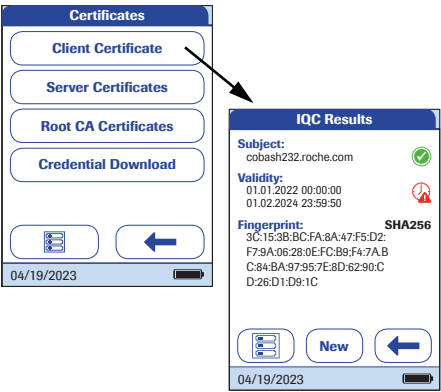 Certificates
Client Certificate
Server Certificates
Root CA Certificates
Credential Download
04/19/2023
IQC Results
Subject:
cobash232.roche.com
Validity:
01.01.2022 00:00:00
01.02.2024 23:59:50
Fingerprint: SHA256
3C:15:3B:BC:FA:8A:47:F5:D2:
F7:9A:06:28:0E:FC:B9;F4:7A.B
C:84:BA:97:95:7E:8D:62:90:C
D:26:D1:D9:1C
New
04/19/2023